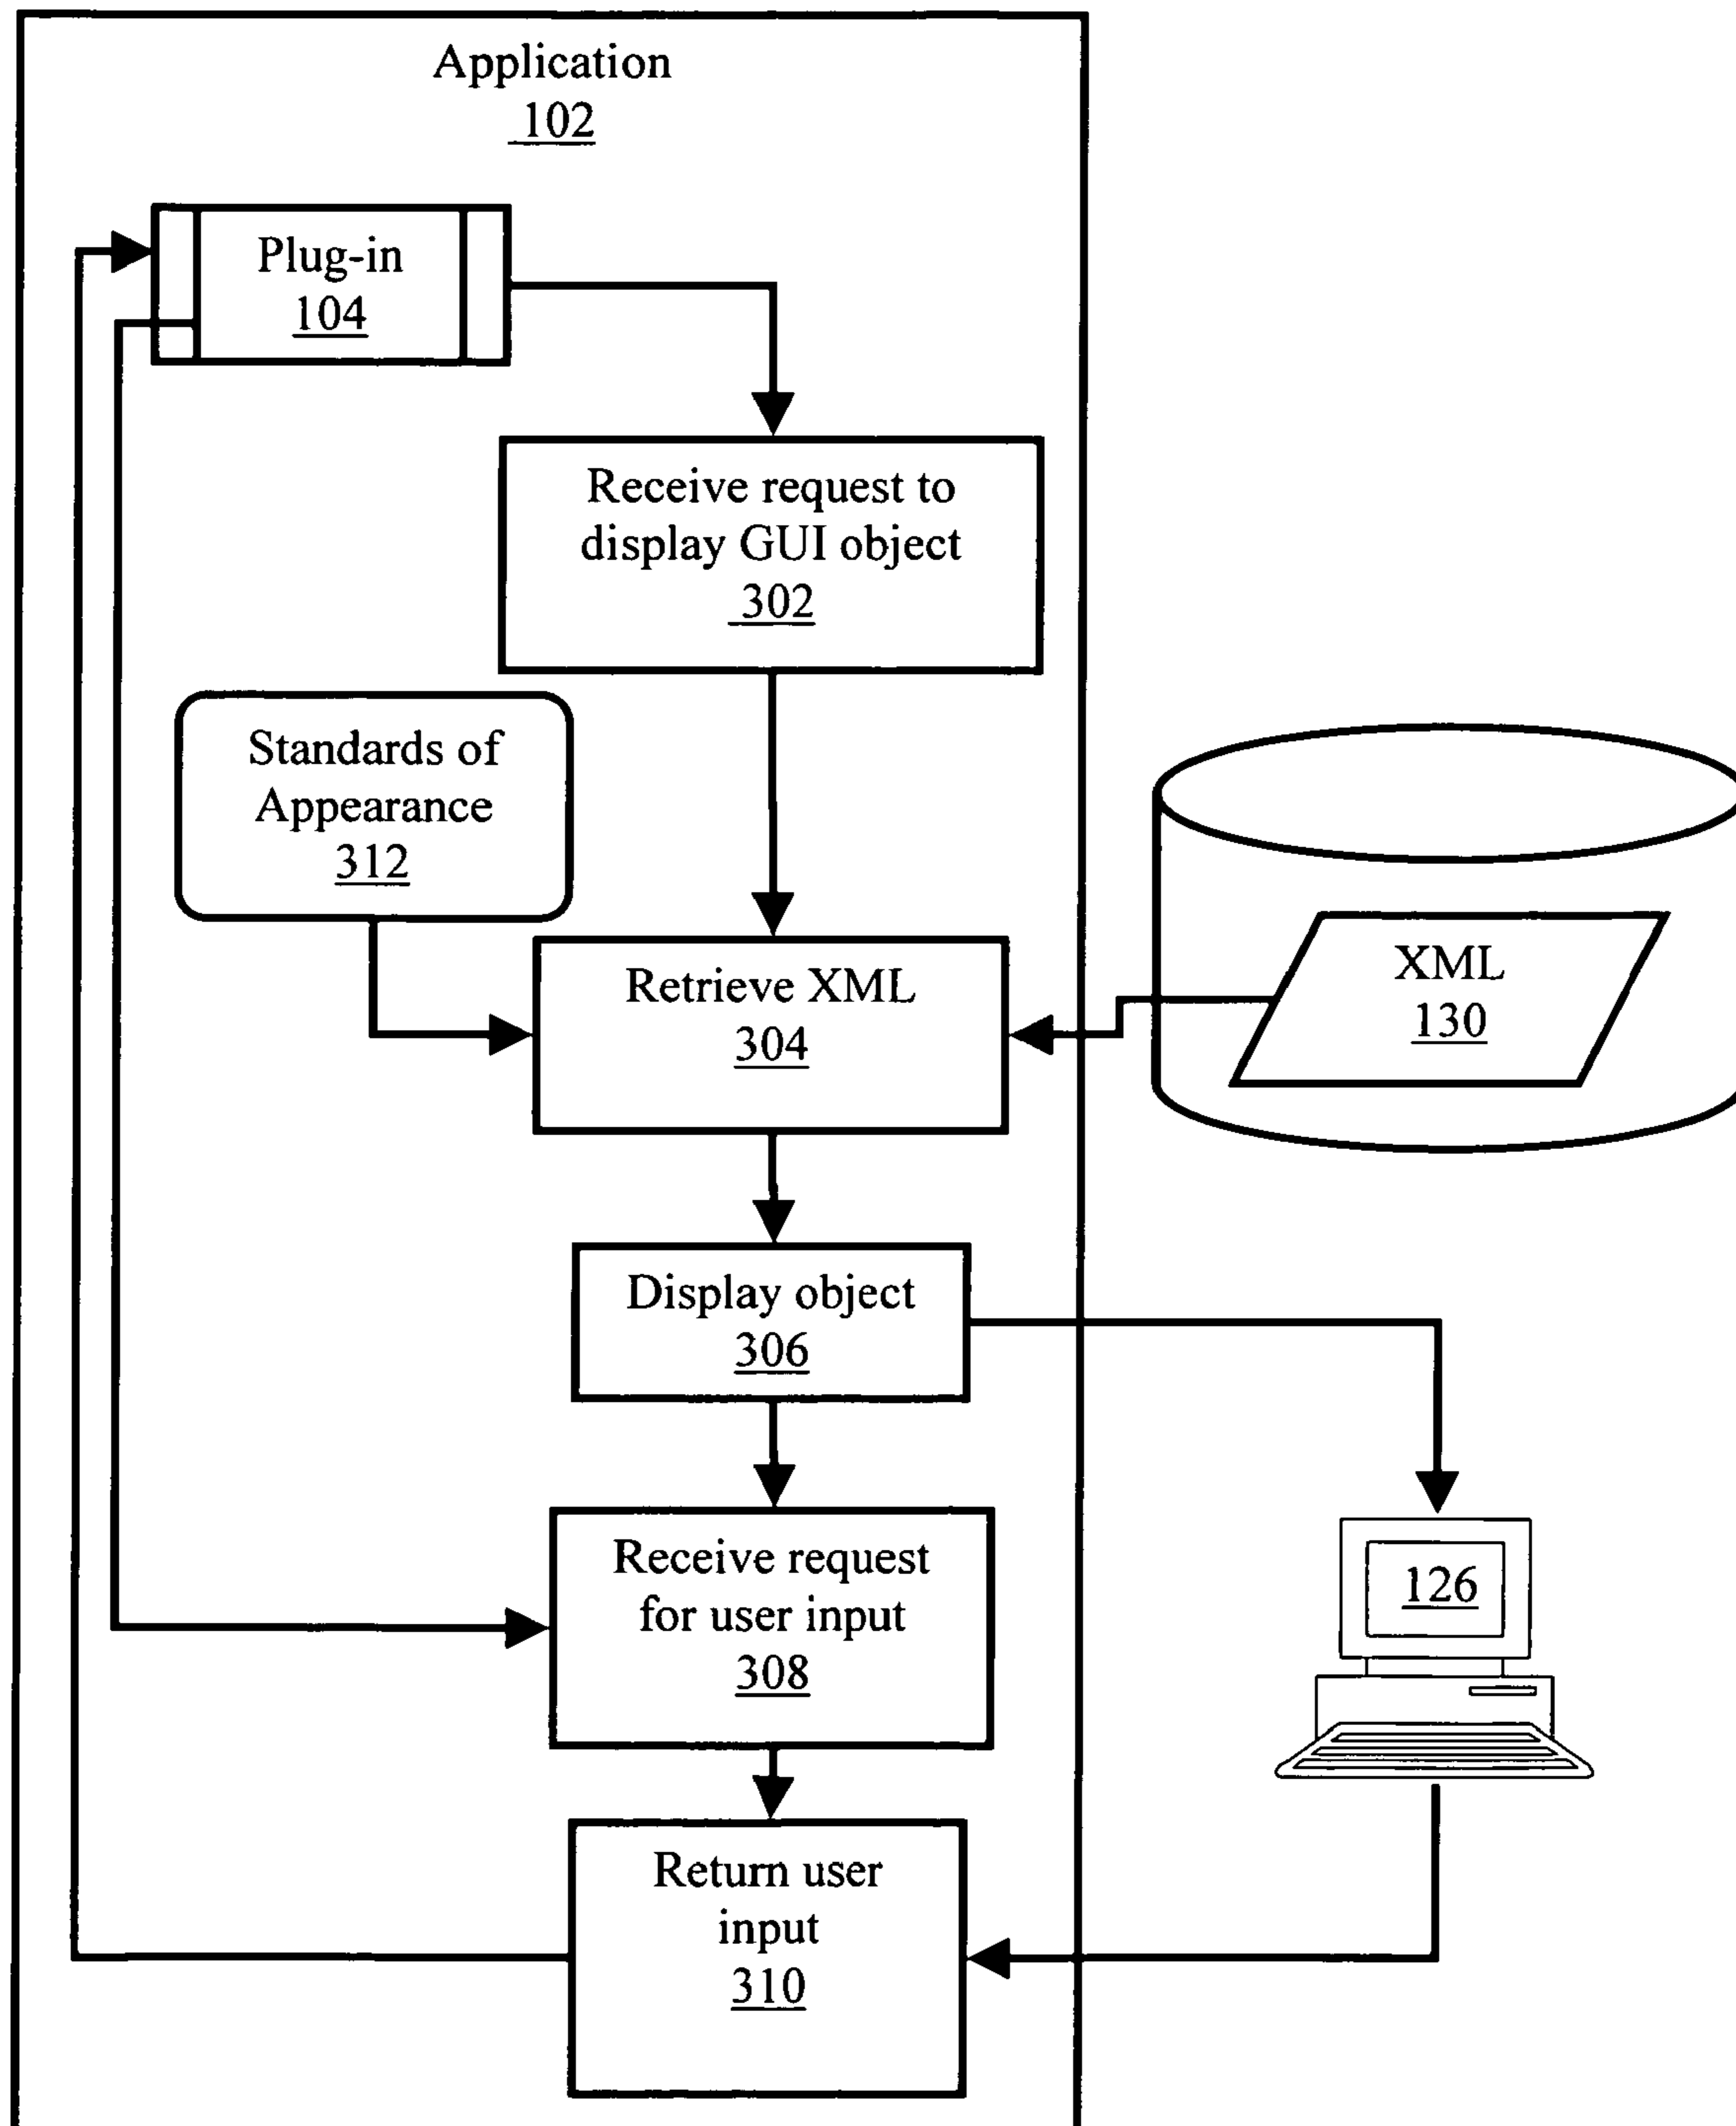 Application
102
Plug-in
104
Receive request to
display GUI object
302
Standards of
Appearance
312
Retrieve XML
304
XML
130
Display object
306
Receive request
for user input
308
126
Return user
input
310